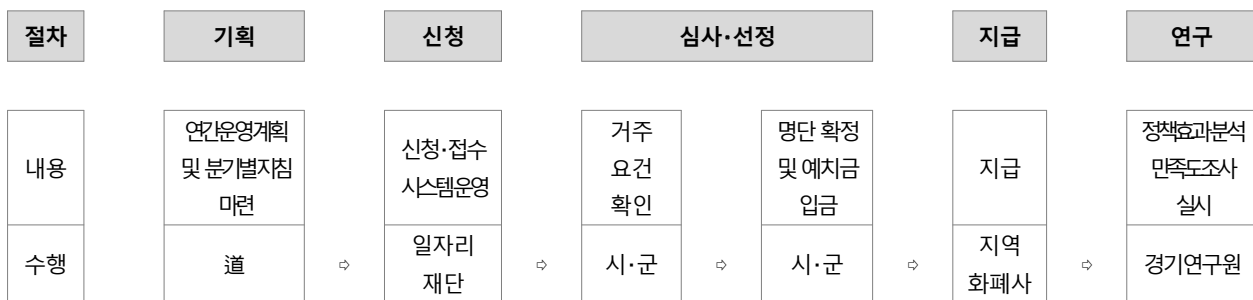 절차 기획 신청 심사·선정 지급 연구
내용
연간운영계획
및 분기별지침
마련
신청·접수
시스템운영
거주
요건
확인
명단 확정
및 예치금
입금
지급
정책효과분석
만족도조사
실시
수행
道
⇨
일자리
재단
⇨
시·군
⇨
시·군
⇨
지역
화폐사
⇨
경기연구원